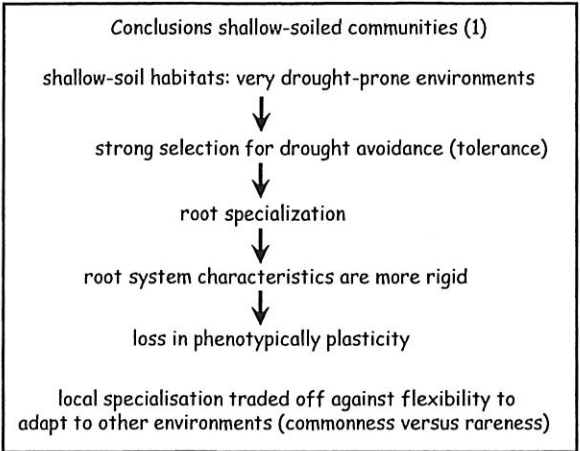 Conclusions shallow-soiled communities (1)
shallow-soil habitats: very drought-prone environments
strong selection for drought avoidance (tolerance)
root specialization
root system characteristics are more rigid
loss in phenotypically plasticity
local specialisation traded off against flexibility to
adapt to other environments (commonness versus rareness)